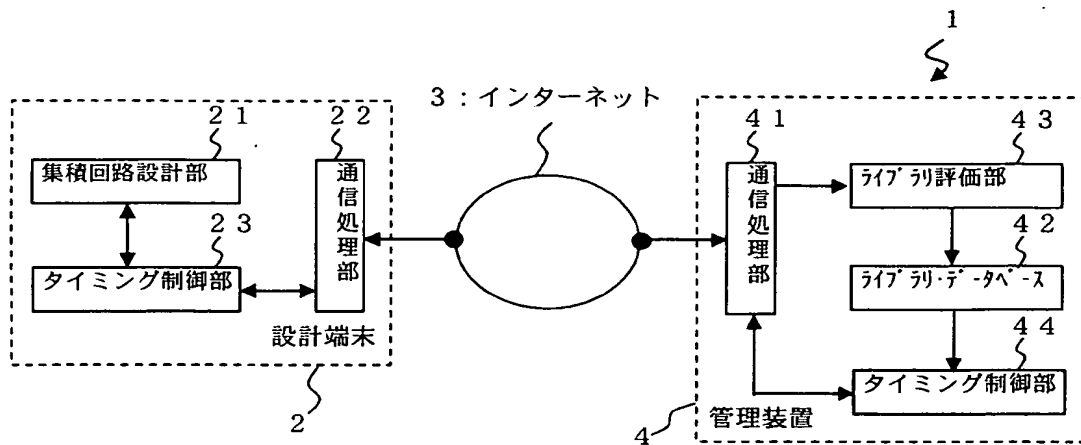 1
3：インターネット
21
22
集積回路設計部
通信処理部
23
タイミング制御部
設計端末
2
41
43
通信処理部
ライブラリ評価部
42
ライブラリ・データベース
44
タイミング制御部
管理装置
4